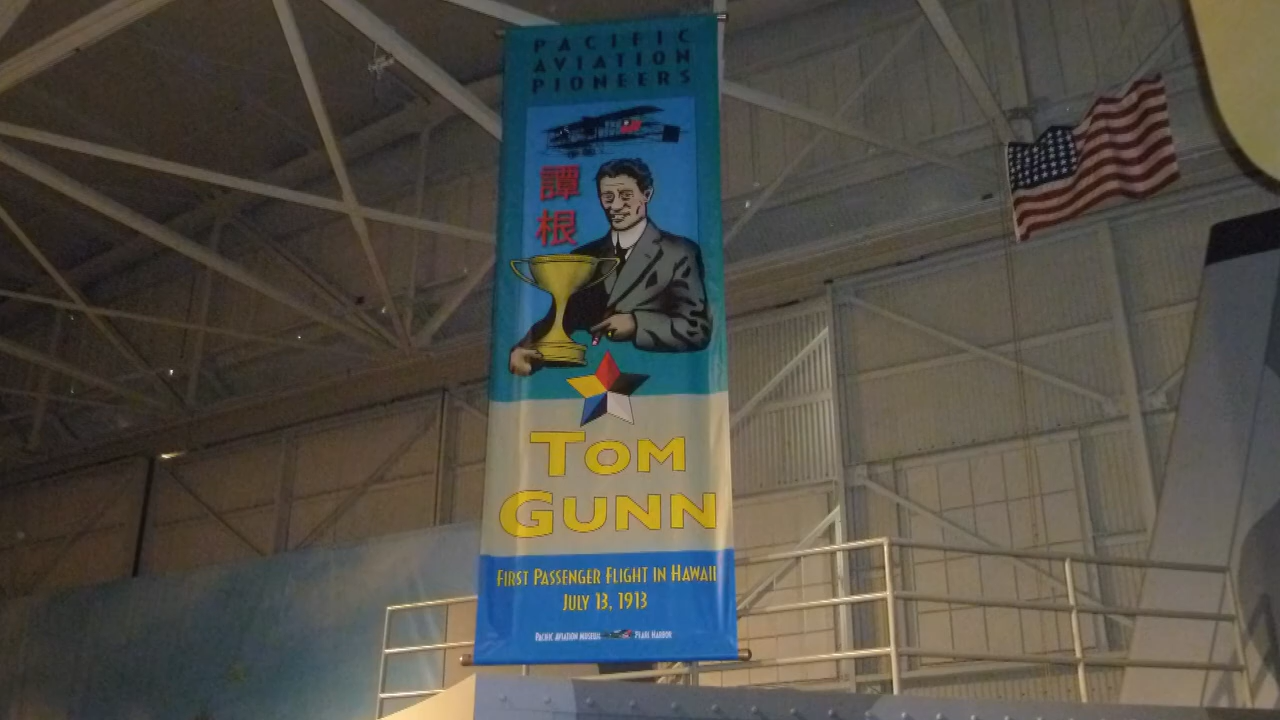 PACIFIC
AVIATION
PIONEERS
譚
根
TOM
GUNN
FIRST PASSENGER FLIGHT IN HAWAII
JULY 13, 1913
PACIFIC AVIATION MUSEUM PEARL HARBOR